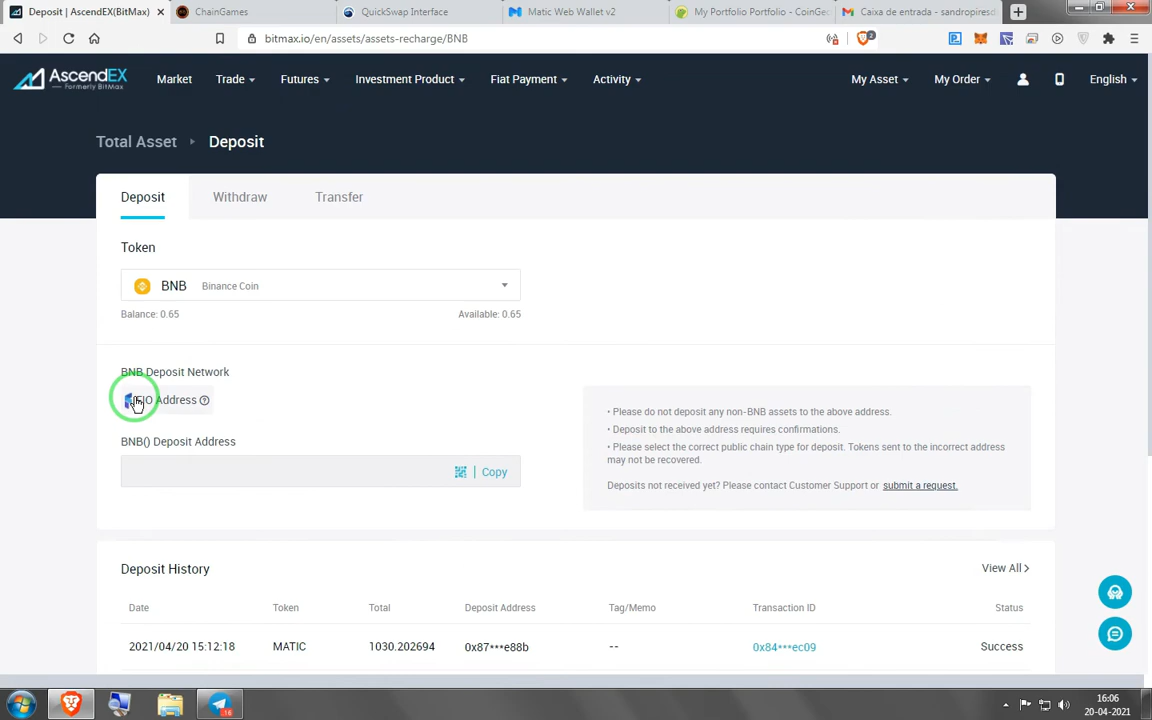 Deposit | AscendEX(BitMax)
ChainGames
QuickSwap Interface
Matic Web Wallet v2
My Portfolio Portfolio - CoinGec
Caixa de entrada - sandropiresd
bitmax.io/en/assets/assets-recharge/BNB
2
AscendEX
Formerly BitMax
Market
Trade
Futures
Investment Product
Fiat Payment
Activity
My Asset
My Order
English
Total Asset
Deposit
Deposit
Withdraw
Transfer
Token
BNB Binance Coin
Balance: 0.65
Available: 0.65
BNB Deposit Network
FIO Address
BNB() Deposit Address
Copy
• Please do not deposit any non-BNB assets to the above address.
• Deposit to the above address requires confirmations.
• Please select the correct public chain type for deposit. Tokens sent to the incorrect address
may not be recovered.
Deposits not received yet? Please contact Customer Support or submit a request.
Deposit History
View All
Date Token Total Deposit Address Tag/Memo Transaction ID Status
2021/04/20 15:12:18 MATIC 1030.202694 0x87***e88b -- 0x84***ec09 Success
16:06
20-04-2021